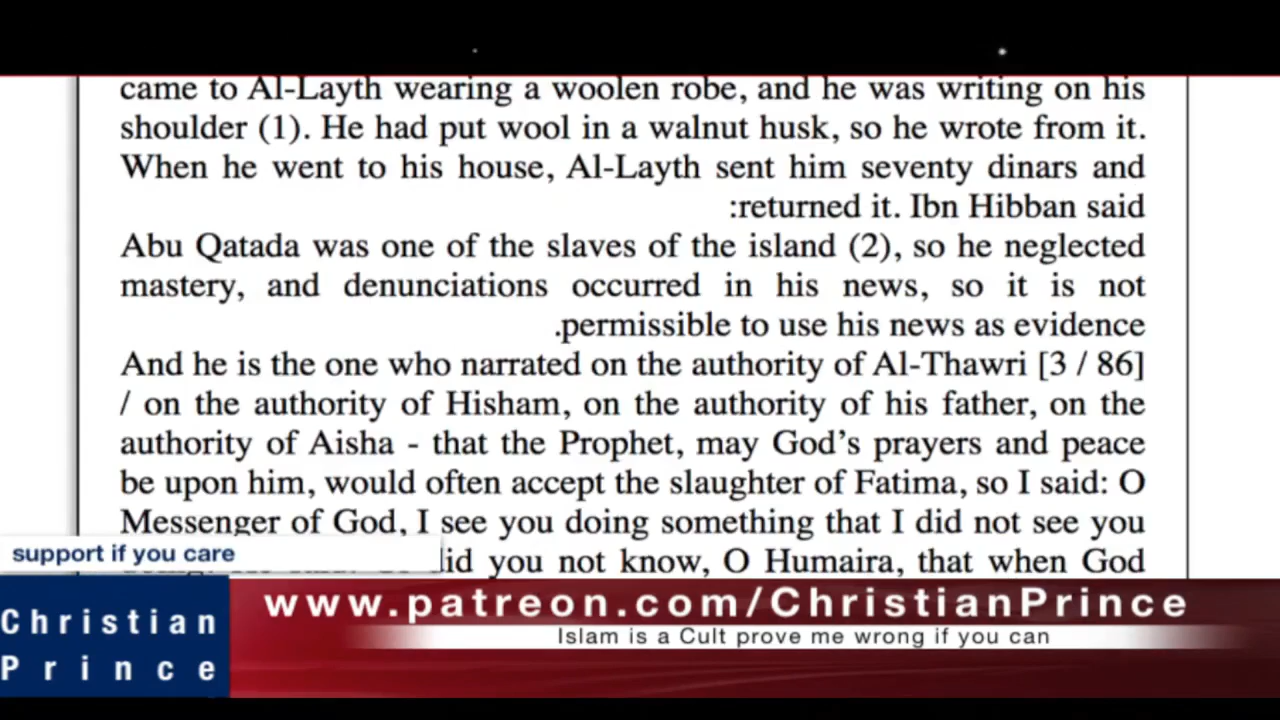 came to Al-Layth wearing a woolen robe, and he was writing on his
shoulder (1). He had put wool in a walnut husk, so he wrote from it.
When he went to his house, Al-Layth sent him seventy dinars and
:returned it. Ibn Hibban said
Abu Qatada was one of the slaves of the island (2), so he neglected
mastery, and denunciations occurred in his news, so it is not
.permissible to use his news as evidence
And he is the one who narrated on the authority of Al-Thawri [3 / 86]
/ on the authority of Hisham, on the authority of his father, on the
authority of Aisha - that the Prophet, may God’s prayers and peace
be upon him, would often accept the slaughter of Fatima, so I said: O
Messenger of God, I see you doing something that I did not see you
did you not know, O Humaira, that when God
support if you care
Christian
Prince
www.patreon.com/ChristianPrince
Islam is a Cult prove me wrong if you can